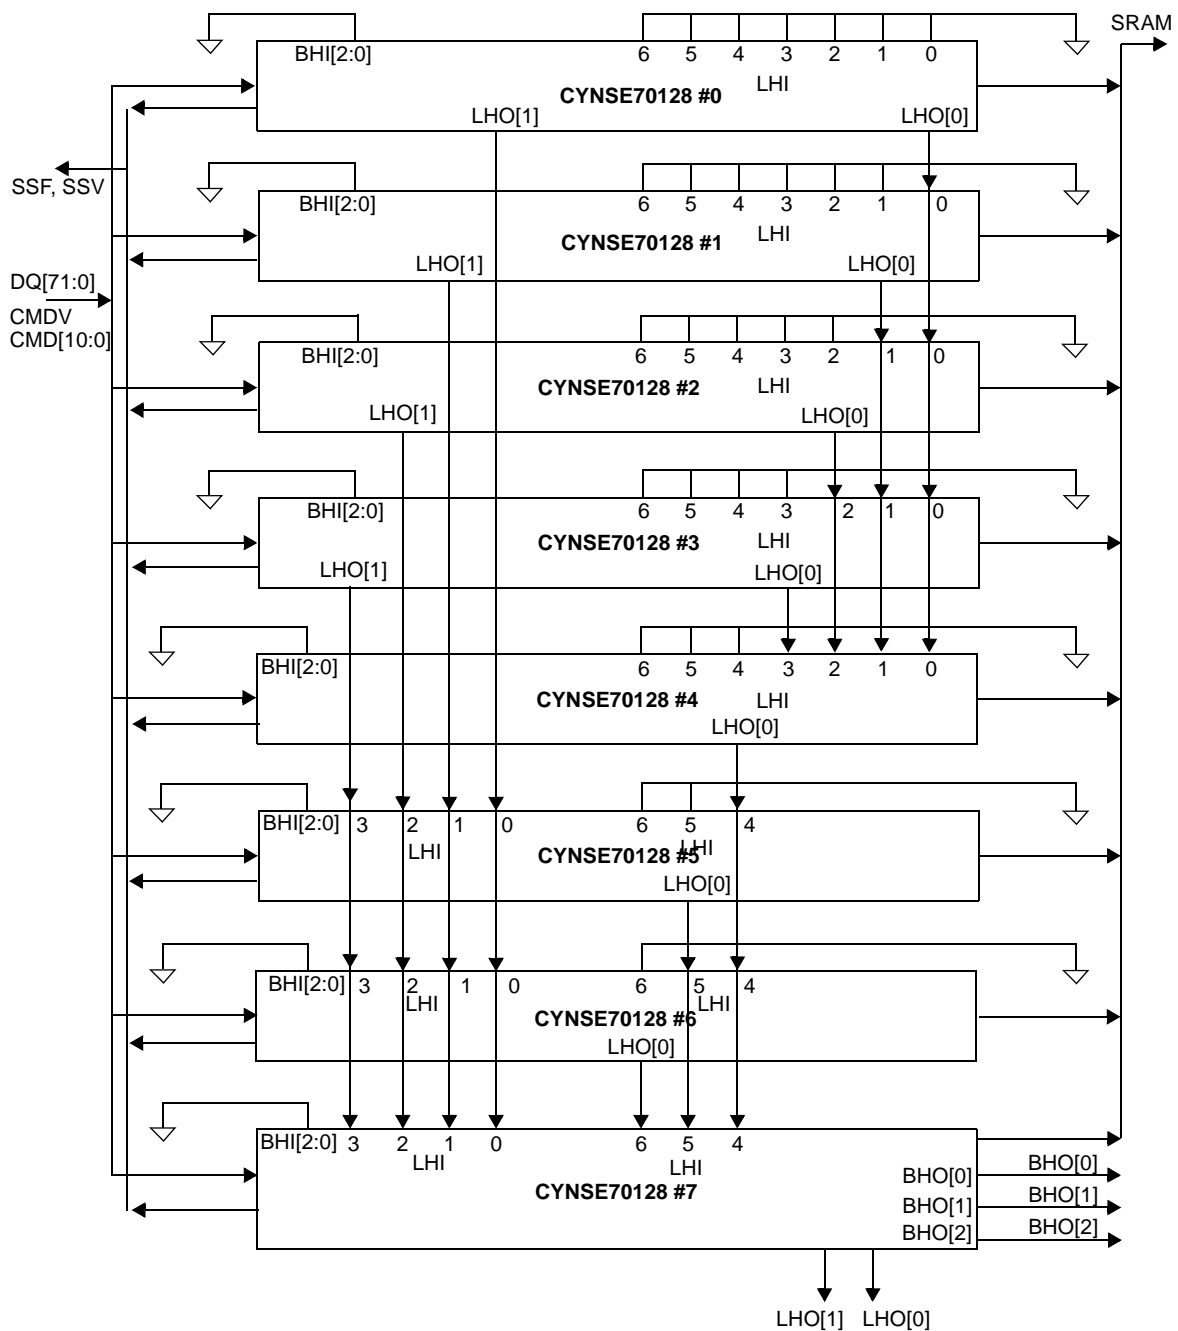 SRAM
BHI[2:0] 6 5 4 3 2 1 0
LHI
CYNSE70128 #0
LHO[1] LHO[0]
SSF, SSV
BHI[2:0] 6 5 4 3 2 1 0
LHI
CYNSE70128 #1
LHO[1] LHO[0]
DQ[71:0]
CMDV
CMD[10:0]
BHI[2:0] 6 5 4 3 2 1 0
CYNSE70128 #2 LHI
LHO[1] LHO[0]
BHI[2:0] 6 5 4 3 2 1 0
CYNSE70128 #3 LHI
LHO[1] LHO[0]
BHI[2:0] 6 5 4 3 2 1 0
CYNSE70128 #4 LHI
LHO[0]
BHI[2:0] 3 2 1 0 6 5 4
LHI CYNSE70128 #5 LHI
LHO[0]
BHI[2:0] 3 2 1 0 6 5 4
LHI LHI
CYNSE70128 #6
LHO[0]
BHI[2:0] 3 2 1 0 6 5 4
LHI LHI
CYNSE70128 #7
BHO[0] BHO[0]
BHO[1] BHO[1]
BHO[2] BHO[2]
LHO[1] LHO[0]